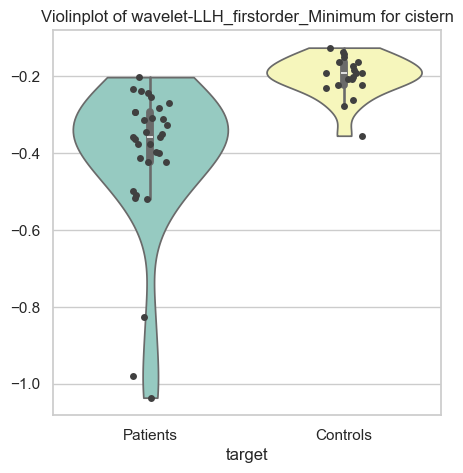 Violinplot of wavelet-LLH_firstorder_Minimum for cistern
−0.2
−0.4
−0.6
−0.8
−1.0
Patients Controls
target